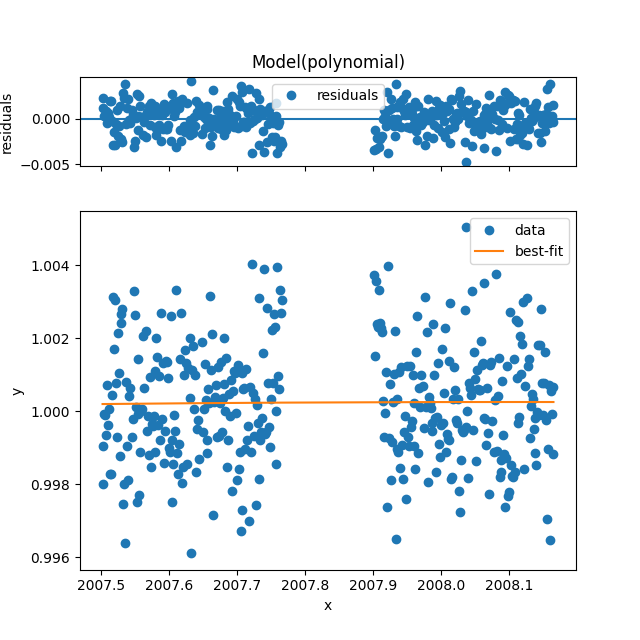 Model(polynomial)
residuals
0.000
−0.005
residuals
data
best-fit
1.004
1.002
1.000
0.998
0.996
y
2007.5 2007.6 2007.7 2007.8 2007.9 2008.0 2008.1
x